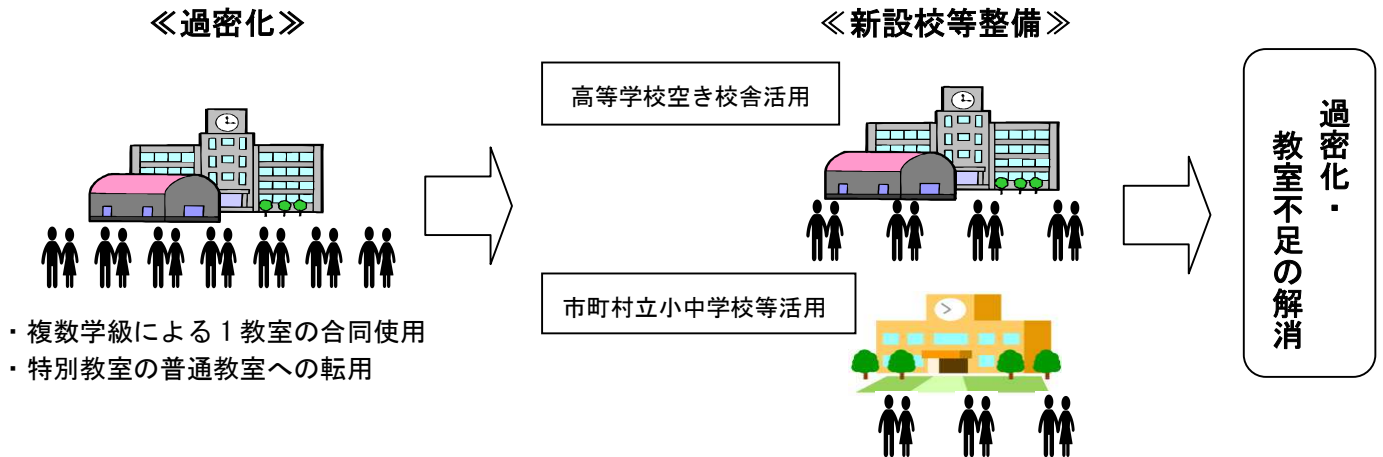 ≪過密化≫
・複数学級による１教室の合同使用
・特別教室の普通教室への転用
≪新設校等整備≫
高等学校空き校舎活用
市町村立小中学校等活用
過密化・
教室不足の解消